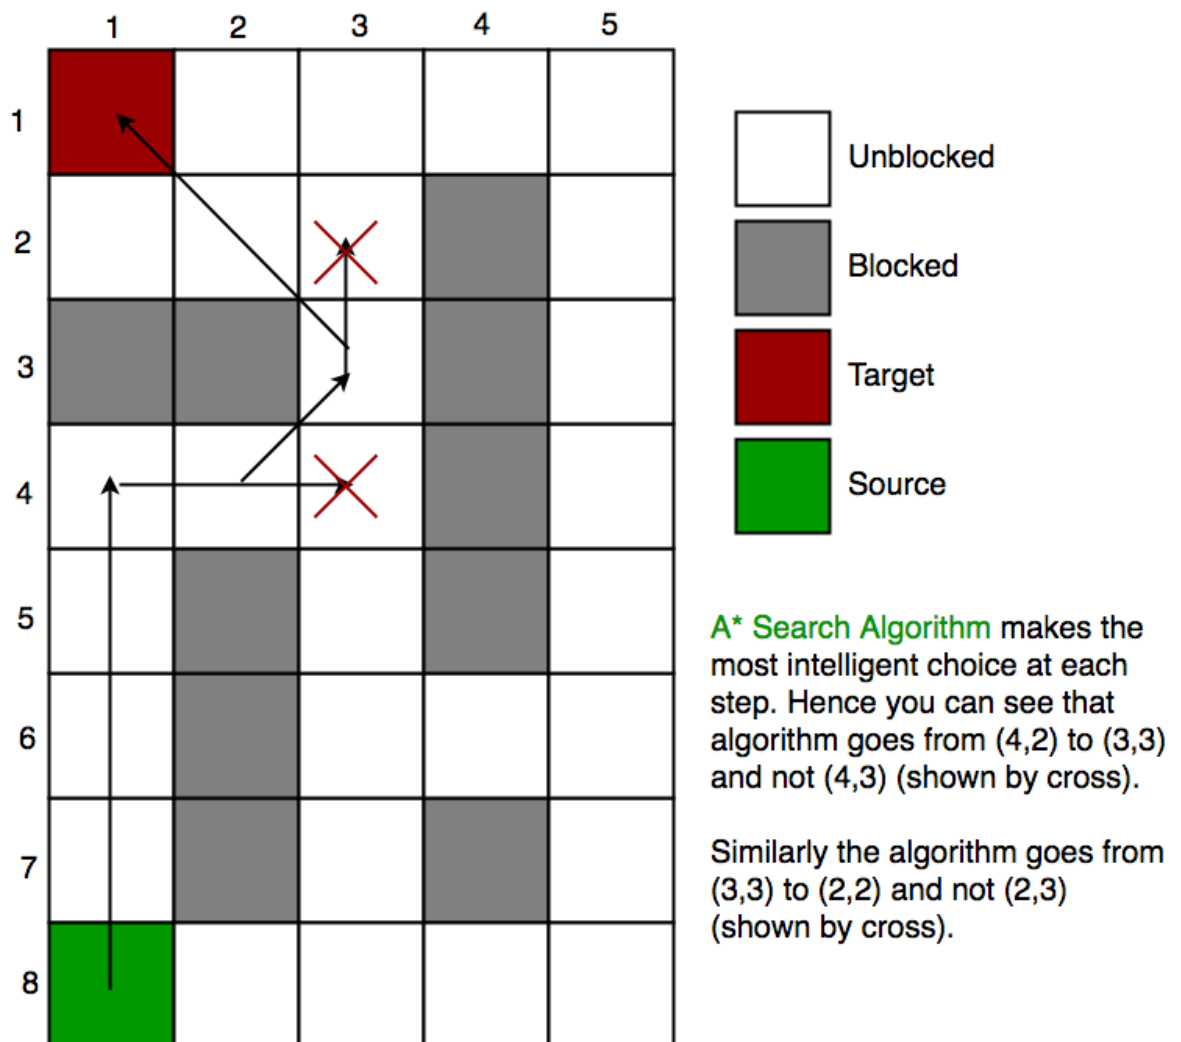 1 2 3 4 5
1
2
3
4
5
6
7
8
Unblocked
Blocked
Target
Source
A* Search Algorithm makes the
most intelligent choice at each
step. Hence you can see that
algorithm goes from (4,2) to (3,3)
and not (4,3) (shown by cross).
Similarly the algorithm goes from
(3,3) to (2,2) and not (2,3)
(shown by cross).